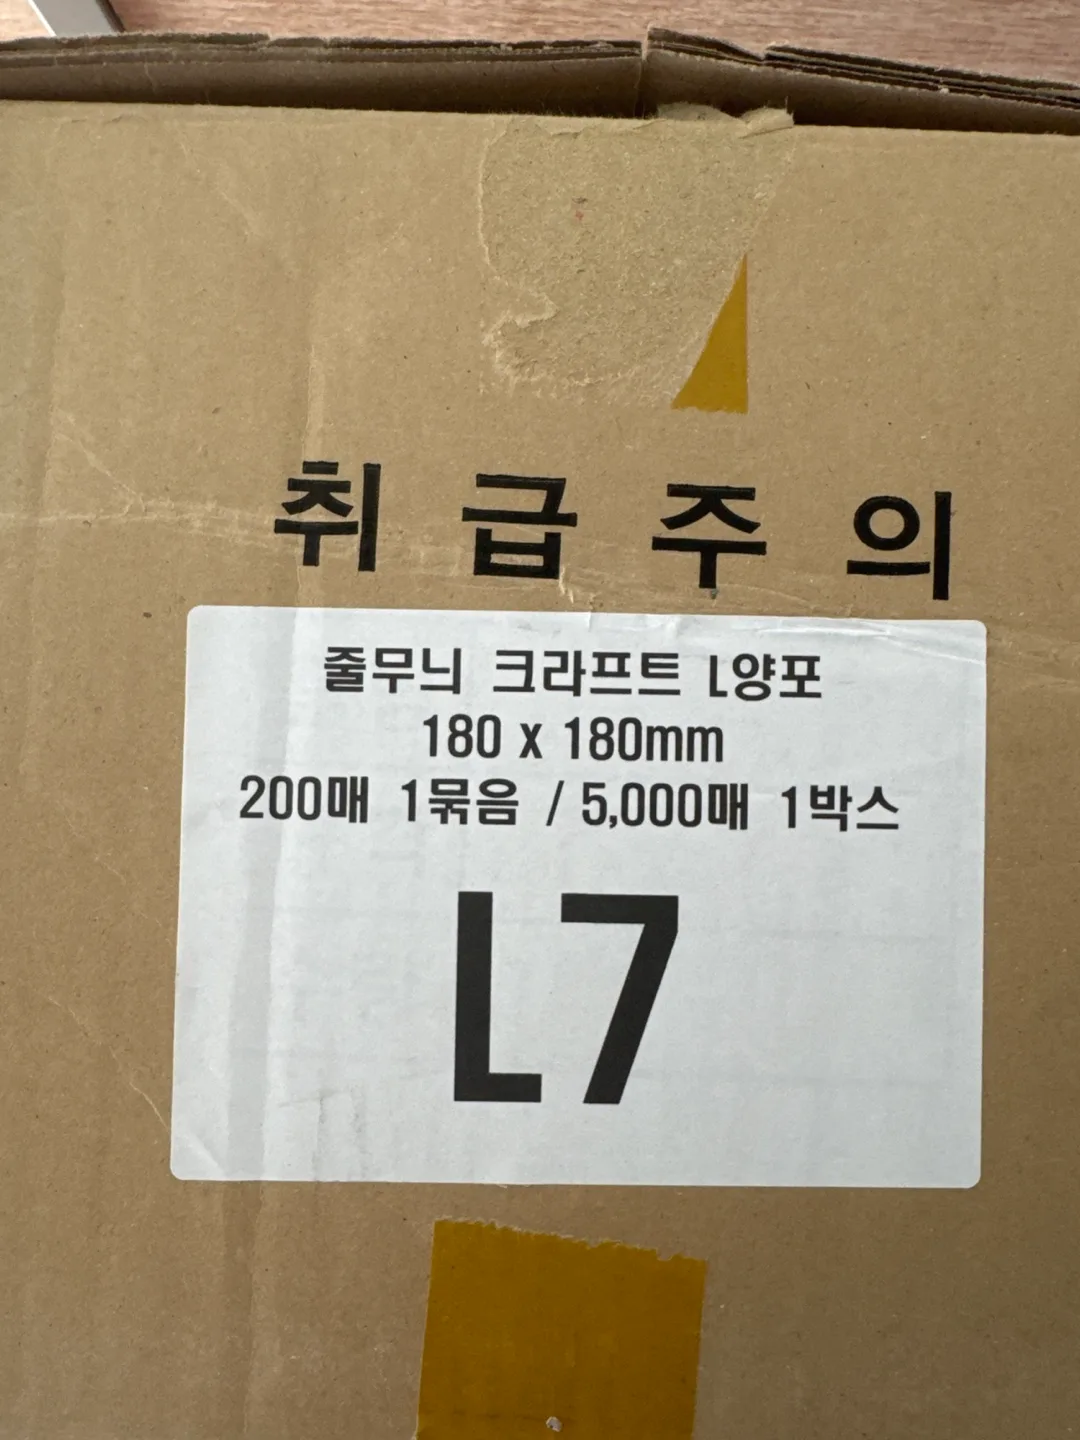 취급주의
줄무늬 크라프트 L양포
180 x 180mm
200매 1묶음 / 5,000매 1박스
L7